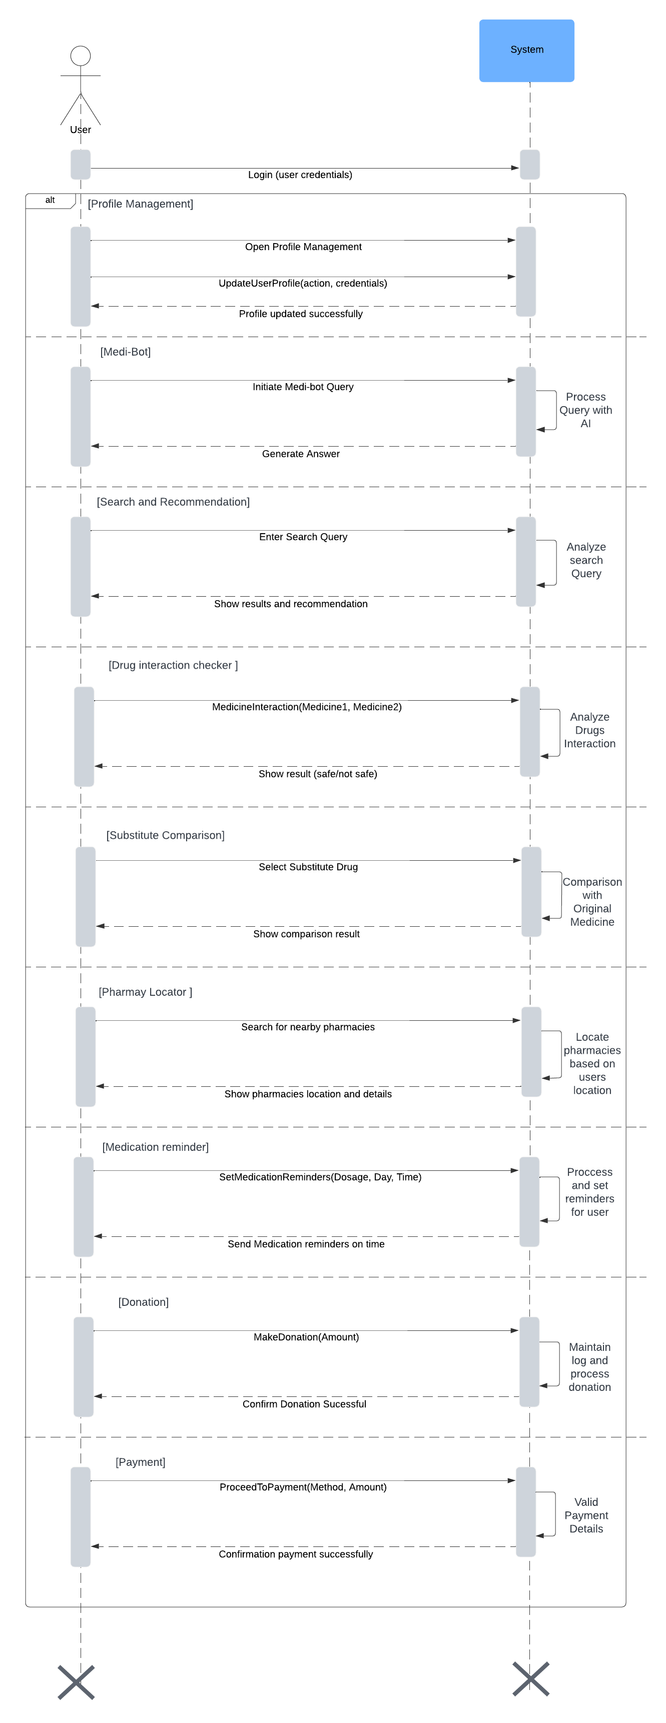 System
User
Login (user credentials)
alt
[Profile Management]
Open Profile Management
UpdateUserProfile(action, credentials)
Profile updated successfully
[Medi-Bot]
Initiate Medi-bot Query
Process
Query with
AI
Generate Answer
[Search and Recommendation]
Enter Search Query
Analyze
search
Query
Show results and recommendation
[Drug interaction checker ]
MedicineInteraction(Medicine1, Medicine2)
Analyze
Drugs
Interaction
Show result (safe/not safe)
[Substitute Comparison]
Select Substitute Drug
Comparison
with
Original
Medicine
Show comparison result
[Pharmay Locator ]
Search for nearby pharmacies
Locate
pharmacies
based on
users
location
Show pharmacies location and details
[Medication reminder]
SetMedicationReminders(Dosage, Day, Time)
Proccess
and set
reminders
for user
Send Medication reminders on time
[Donation]
MakeDonation(Amount)
Maintain
log and
process
donation
Confirm Donation Sucessful
[Payment]
ProceedToPayment(Method, Amount)
Valid
Payment
Details
Confirmation payment successfully